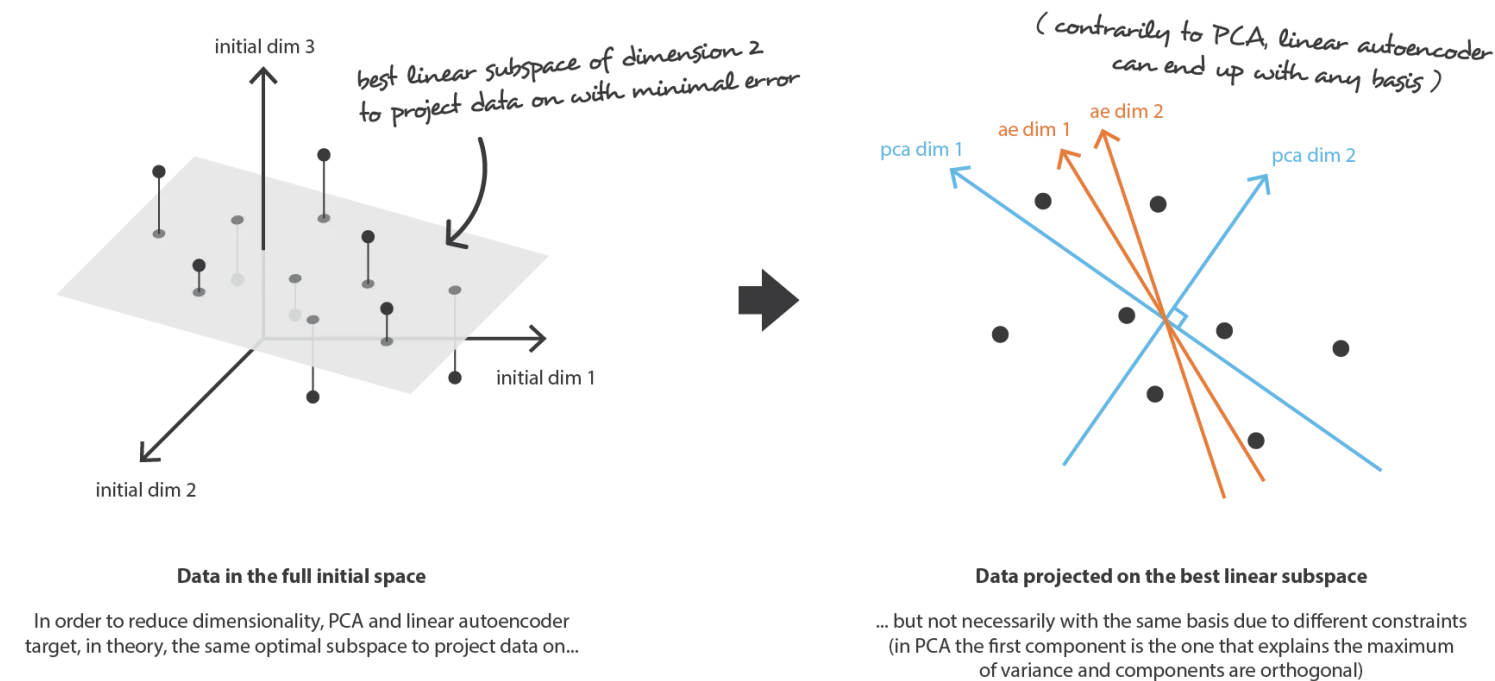 initial dim 3
best linear subspace of dimension 2
to project data on with minimal error
initial dim 1
initial dim 2
Data in the full initial space
In order to reduce dimensionality, PCA and linear autoencoder
target, in theory, the same optimal subspace to project data on...
( contrarily to PCA, linear autoencoder
can end up with any basis )
ae dim 2
ae dim 1
pca dim 1
pca dim 2
Data projected on the best linear subspace
... but not necessarily with the same basis due to different constraints
(in PCA the first component is the one that explains the maximum
of variance and components are orthogonal)